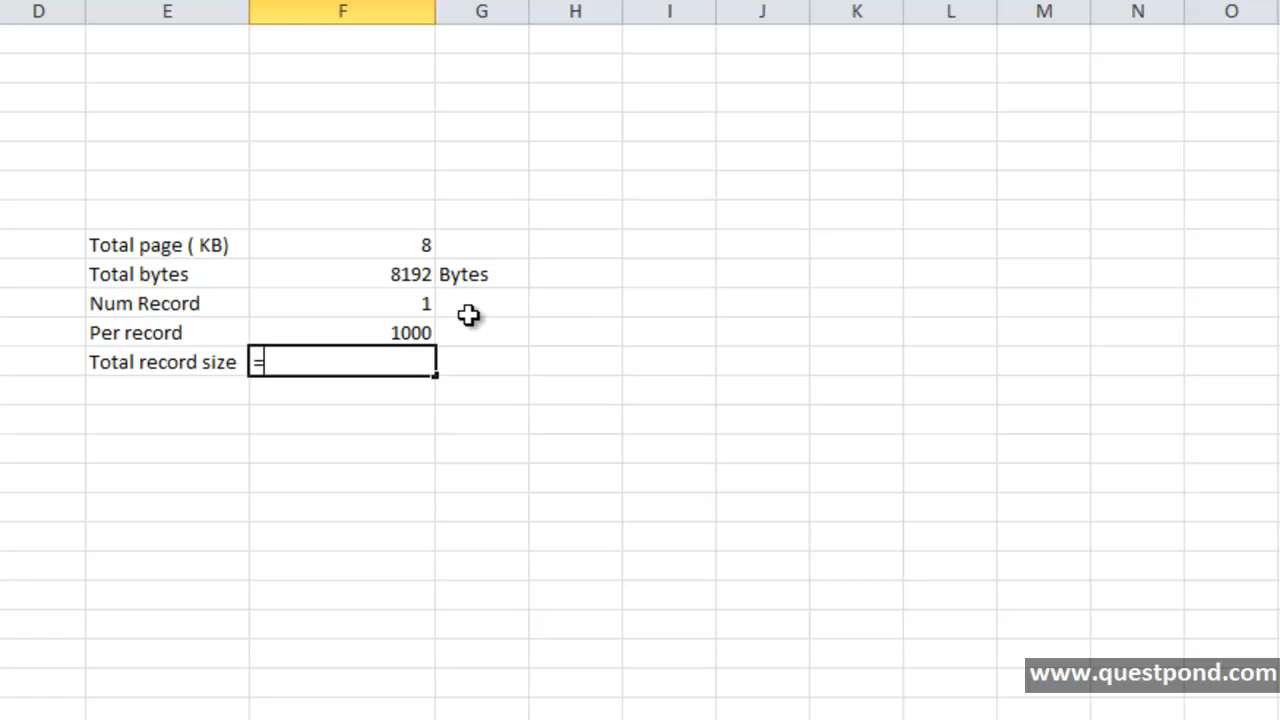 D E F G H I J K L M N O
Total page ( KB) 8
Total bytes 8192 Bytes
Num Record 1
Per record 1000
Total record size =
www.questpond.com